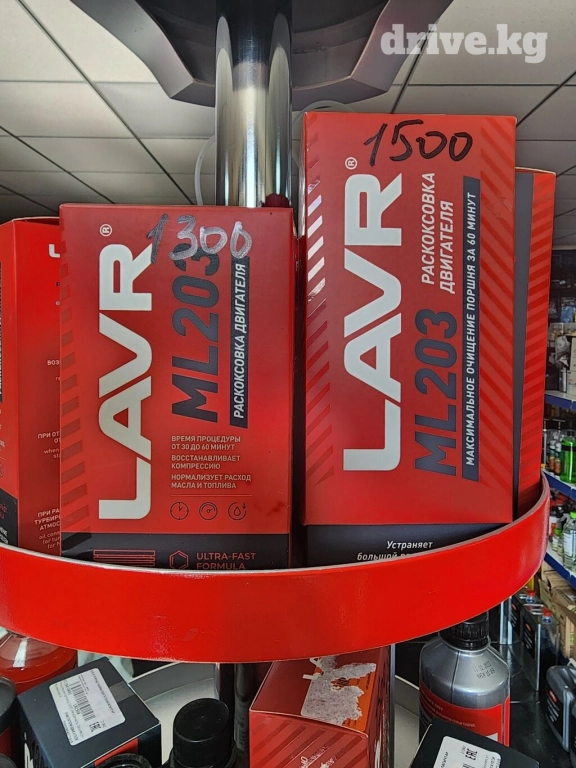 drive.kg
1300
LAVR®
ML203
РАСКОКСОВКА ДВИГАТЕЛЯ
ВРЕМЯ ПРОЦЕДУРЫ
ОТ 30 ДО 60 МИНУТ
ВОССТАНАВЛИВАЕТ
КОМПРЕССИЮ
НОРМАЛИЗУЕТ РАСХОД
МАСЛА И ТОПЛИВА
ULTRA-FAST
FORMULA
1500
LAVR®
ML203
РАСКОКСОВКА
ДВИГАТЕЛЯ
МАКСИМАЛЬНОЕ ОЧИЩЕНИЕ ПОРШНЯ ЗА 60 МИНУТ
Устраняет